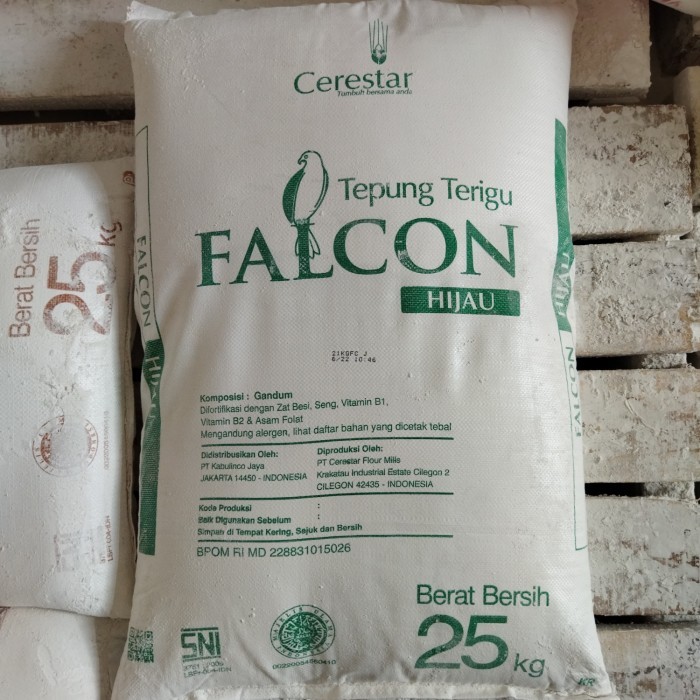 Cerestar
Tumbuh bersama anda
Tepung Terigu
FALCON
HIJAU
Komposisi : Gandum
Difortifikasi dengan Zat Besi, Seng, Vitamin B1,
Vitamin B2 & Asam Folat
Mengandung alergen, lihat daftar bahan yang dicetak tebal
Didistribusikan Oleh:
PT Kabulinco Jaya
JAKARTA 14450 - INDONESIA
Diproduksi Oleh:
PT Cerestar Flour Mills
Krakatau Industrial Estate Cilegon 2
CILEGON 42435 - INDONESIA
Kode Produksi :
Baik Digunakan Sebelum :
Simpan di Tempat Kering, Sejuk dan Bersih
BPOM RI MD 228831015026
SNI
Berat Bersih
25 kg
KR
FALCON HIJAU
Berat Bersih
25 kg